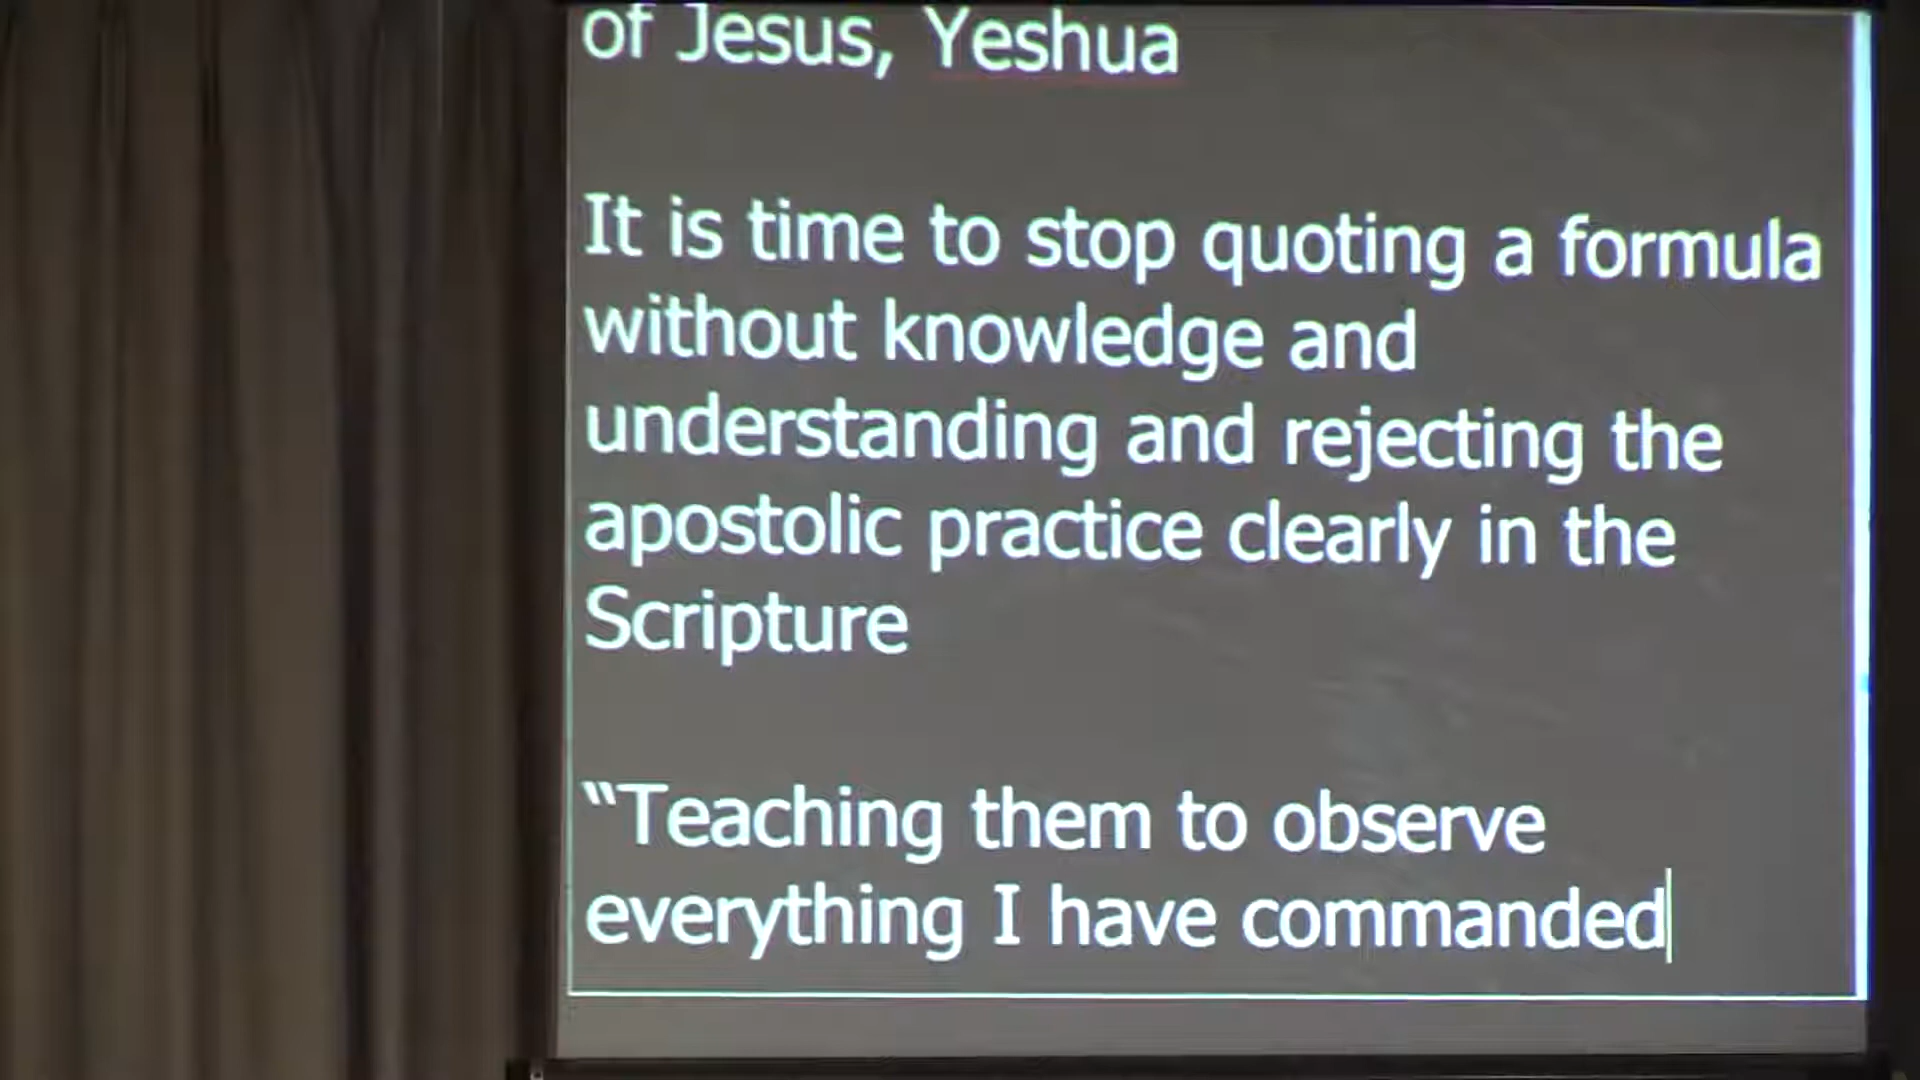 of Jesus, Yeshua
It is time to stop quoting a formula
without knowledge and
understanding and rejecting the
apostolic practice clearly in the
Scripture
“Teaching them to observe
everything I have commanded